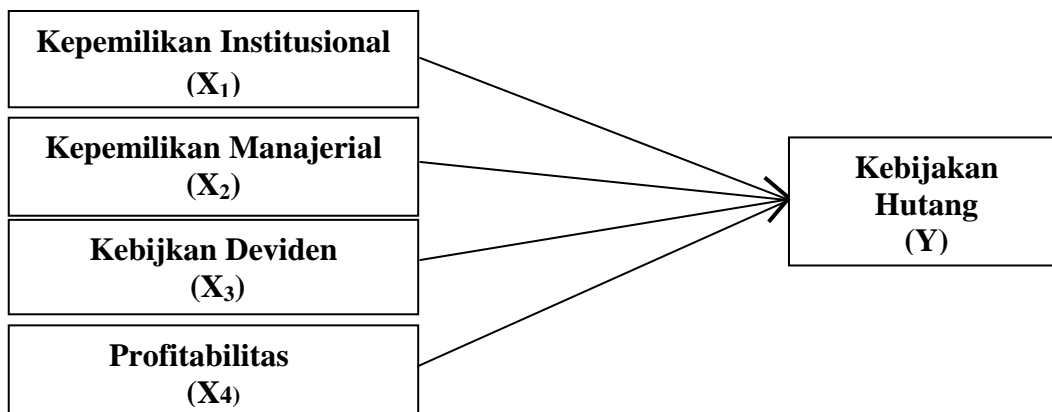 Kepemilikan Institusional
(X₁)
Kepemilikan Manajerial
(X₂)
Kebijkan Deviden
(X₃)
Profitabilitas
(X4)
Kebijakan
Hutang
(Y)